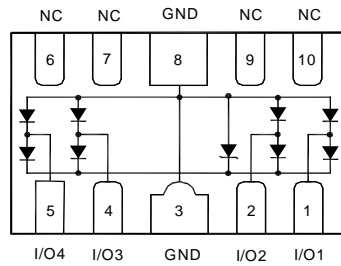 NC NC GND NC NC
6 7 8 9 10
5 4 3 2 1
I/O4 I/O3 GND I/O2 I/O1